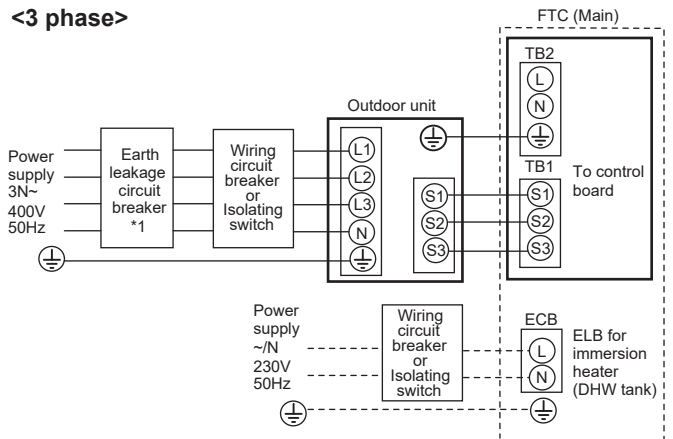 <3 phase>
FTC (Main)
TB2
L
N
Outdoor unit
Power
supply
3N~
400V
50Hz
Earth
leakage
circuit
breaker
*1
Wiring
circuit
breaker
or
Isolating
switch
L1
L2
L3
N
S1
S2
S3
TB1
S1
S2
S3
To control
board
Power
supply
~/N
230V
50Hz
Wiring
circuit
breaker
or
Isolating
switch
ECB
L
N
ELB for
immersion
heater
(DHW tank)